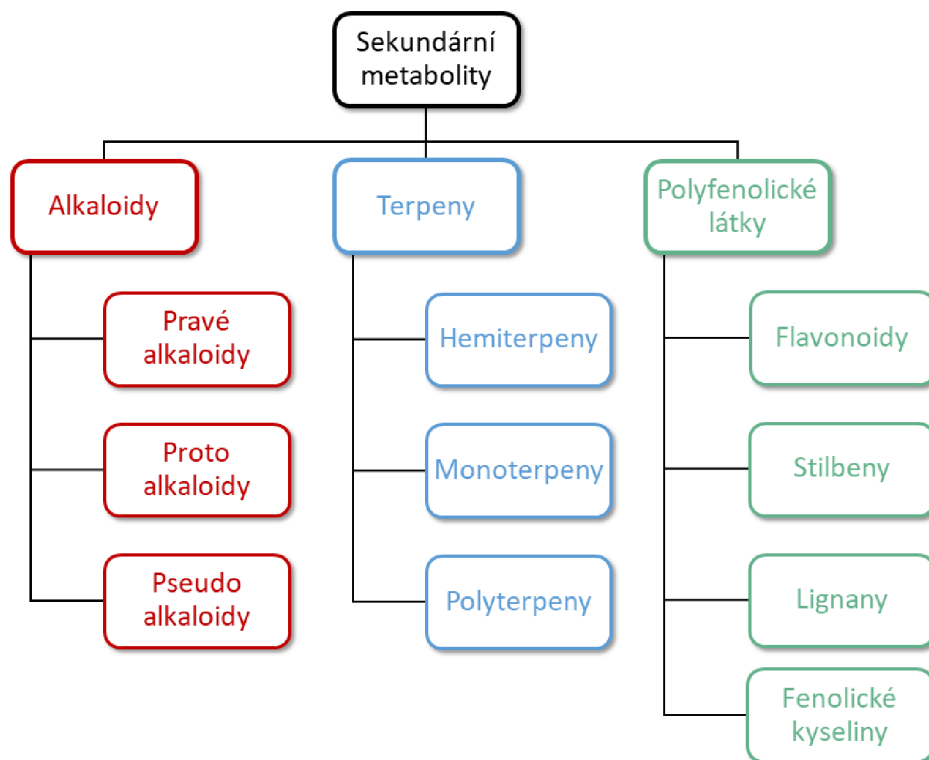 Sekundární
metabolity
Alkaloidy
Terpeny
Polyfenolické
látky
Pravé
alkaloidy
Hemiterpeny
Flavonoidy
Proto
alkaloidy
Monoterpeny
Stilbeny
Pseudo
alkaloidy
Polyterpeny
Lignany
Fenolické
kyseliny